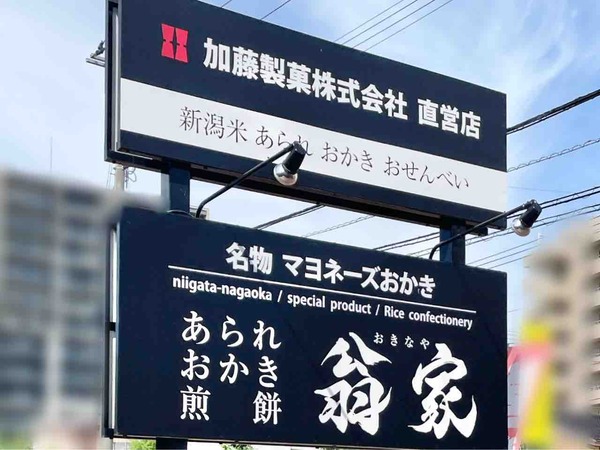 加藤製菓株式会社 直営店
新潟米 あられ おかき おせんべい
名物 マヨネーズおかき
niigata-nagaoka / special product / Rice confectionery
あられ
おかき
煎餅
おきなや
翁家